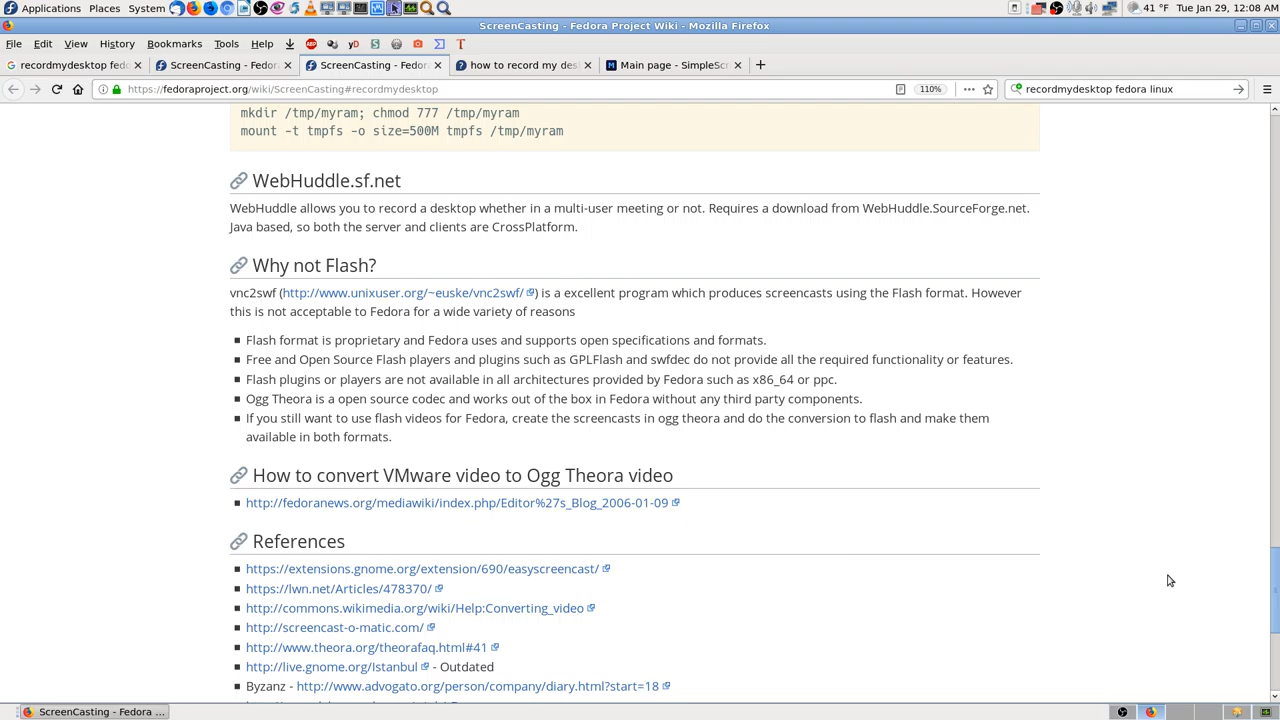 Applications Places System 41 °F Tue Jan 29, 12:08 AM
ScreenCasting - Fedora Project Wiki - Mozilla Firefox
File Edit View History Bookmarks Tools Help
recordmydesktop fedo ScreenCasting - Fedora ScreenCasting - Fedora how to record my des Main page - SimpleScr
https://fedoraproject.org/wiki/ScreenCasting#recordmydesktop 110% recordmydesktop fedora linux
mkdir /tmp/myram; chmod 777 /tmp/myram
mount -t tmpfs -o size=500M tmpfs /tmp/myram
WebHuddle.sf.net
WebHuddle allows you to record a desktop whether in a multi-user meeting or not. Requires a download from WebHuddle.SourceForge.net.
Java based, so both the server and clients are CrossPlatform.
Why not Flash?
vnc2swf (http://www.unixuser.org/~euske/vnc2swf/) is a excellent program which produces screencasts using the Flash format. However
this is not acceptable to Fedora for a wide variety of reasons
Flash format is proprietary and Fedora uses and supports open specifications and formats.
Free and Open Source Flash players and plugins such as GPLFlash and swfdec do not provide all the required functionality or features.
Flash plugins or players are not available in all architectures provided by Fedora such as x86_64 or ppc.
Ogg Theora is a open source codec and works out of the box in Fedora without any third party components.
If you still want to use flash videos for Fedora, create the screencasts in ogg theora and do the conversion to flash and make them
available in both formats.
How to convert VMware video to Ogg Theora video
http://fedoranews.org/mediawiki/index.php/Editor%27s_Blog_2006-01-09
References
https://extensions.gnome.org/extension/690/easyscreencast/
https://lwn.net/Articles/478370/
http://commons.wikimedia.org/wiki/Help:Converting_video
http://screencast-o-matic.com/
http://www.theora.org/theorafaq.html#41
http://live.gnome.org/Istanbul - Outdated
Byzanz - http://www.advogato.org/person/company/diary.html?start=18
ScreenCasting - Fedora ...